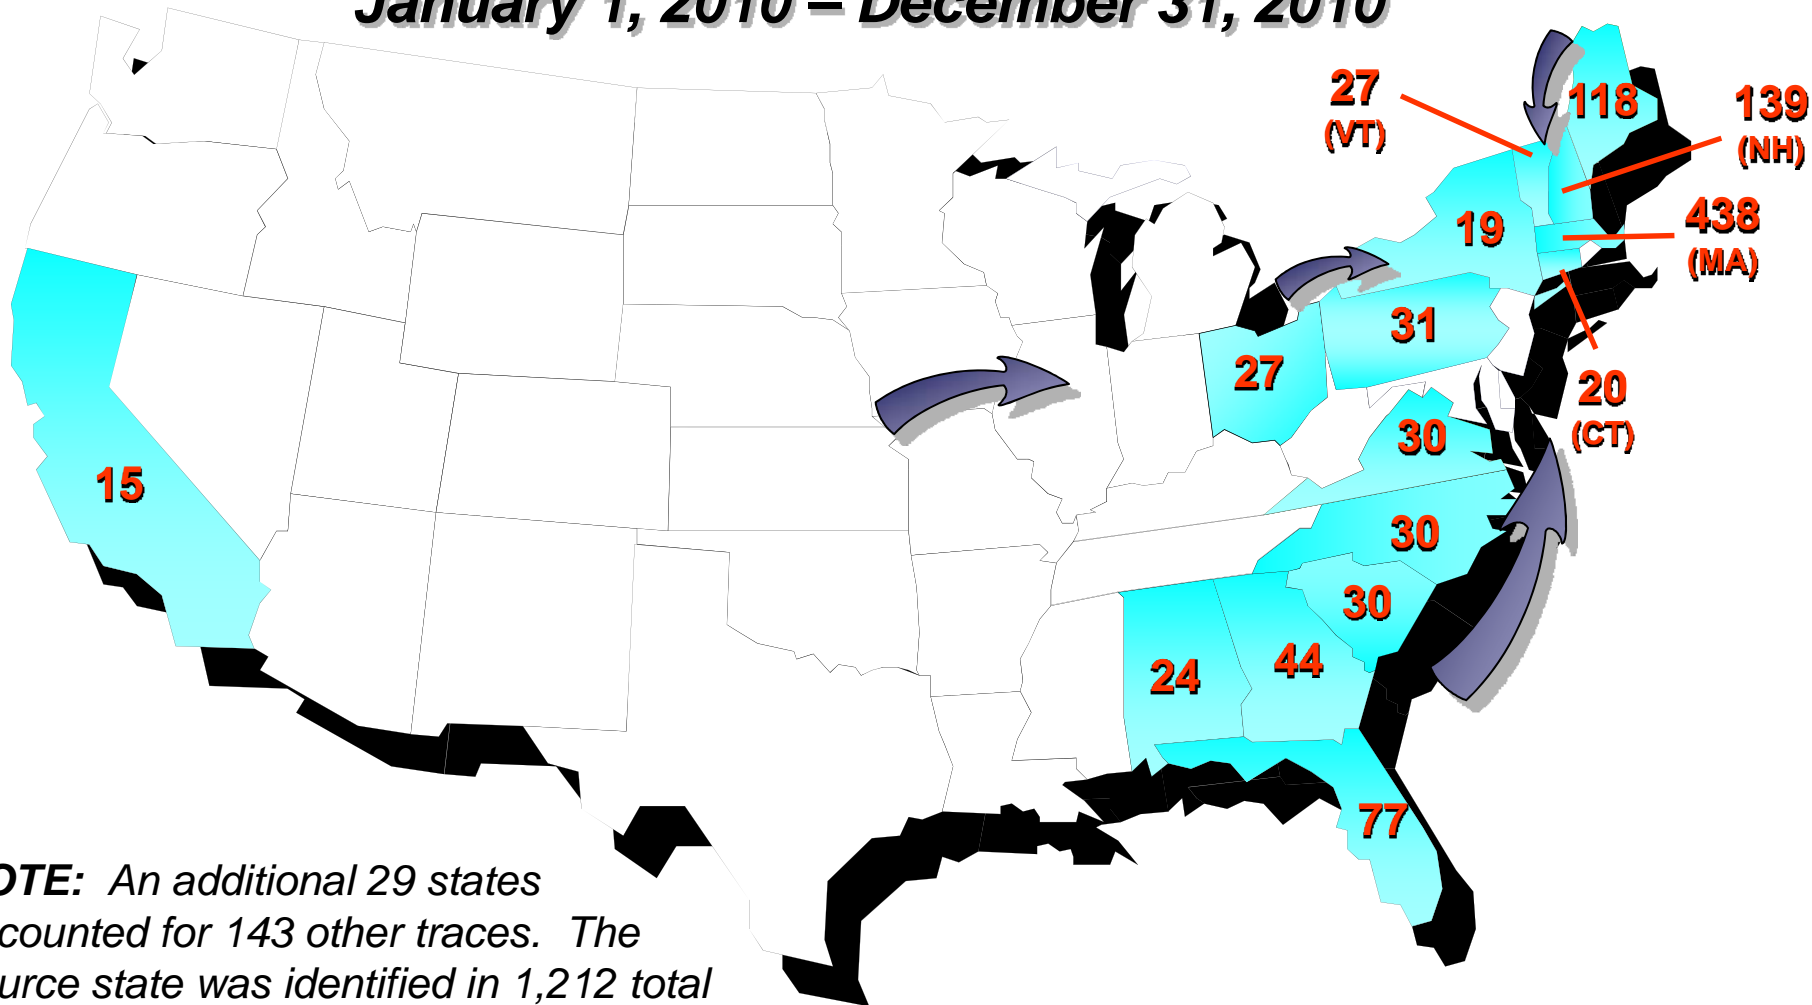 January 1, 2010 – December 31, 2010
27
(VT)
118
139
(NH)
438
(MA)
19
31
27
20
(CT)
30
15
30
30
44
24
77
OTE: An additional 29 states
counted for 143 other traces. The
urce state was identified in 1,212 total